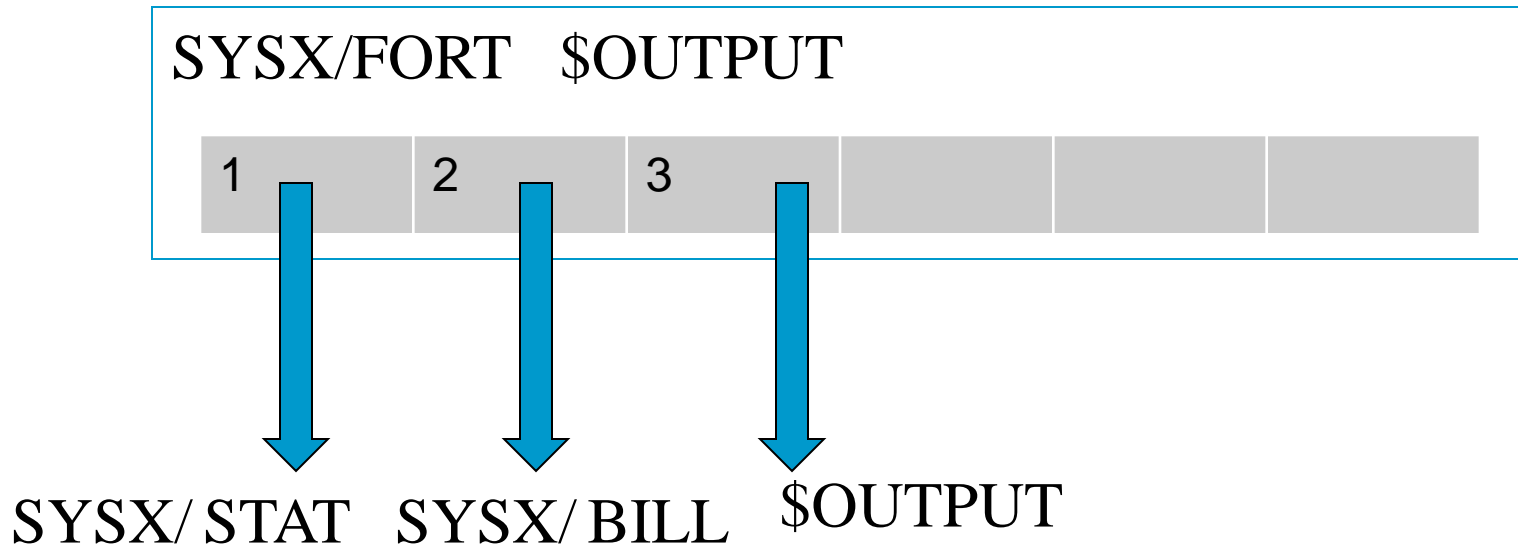 SYSX/FORT $OUTPUT
1 2 3
SYSX/ STAT SYSX/ BILL $OUTPUT